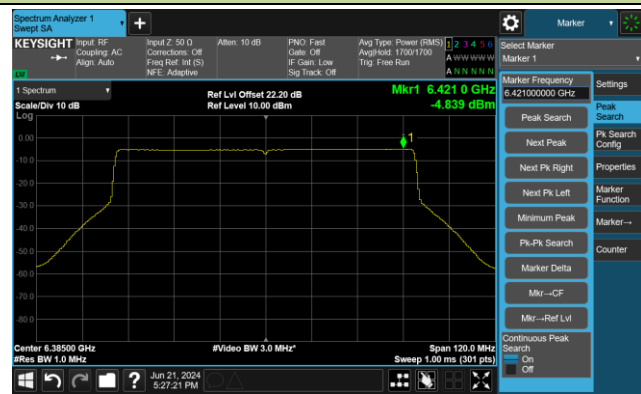 Spectrum Analyzer 1
Swept SA
Marker
KEYSIGHT
Input: RF
Coupling: AC
Align: Auto
Input Z: 50 Ω
Corrections: Off
Freq Ref: Int (S)
NFE: Adaptive
Atten: 10 dB
PNO: Fast
Gate: Off
IF Gain: Low
Sig Track: Off
Avg Type: Power (RMS)
Avg|Hold: 1700/1700
Trig: Free Run
1 2 3 4 5 6
A W W W W W
A N N N N N
LVI
Select Marker
Marker 1
1 Spectrum
Scale/Div 10 dB
Log
Ref Lvl Offset 22.20 dB
Ref Level 10.00 dBm
Mkr1 6.421 0 GHz
-4.839 dBm
0.00
-10.0
-20.0
-30.0
-40.0
-50.0
-60.0
-70.0
-80.0
1
Center 6.38500 GHz
#Res BW 1.0 MHz
#Video BW 3.0 MHz*
Span 120.0 MHz
Sweep 1.00 ms (301 pts)
Marker Frequency
6.421000000 GHz
Peak Search
Next Peak
Next Pk Right
Next Pk Left
Minimum Peak
Pk-Pk Search
Marker Delta
Mkr→CF
Mkr→Ref Lvl
Continuous Peak
Search
On
Off
Settings
Peak
Search
Pk Search
Config
Properties
Marker
Function
Marker→
Counter
?
Jun 21, 2024
5:27:21 PM